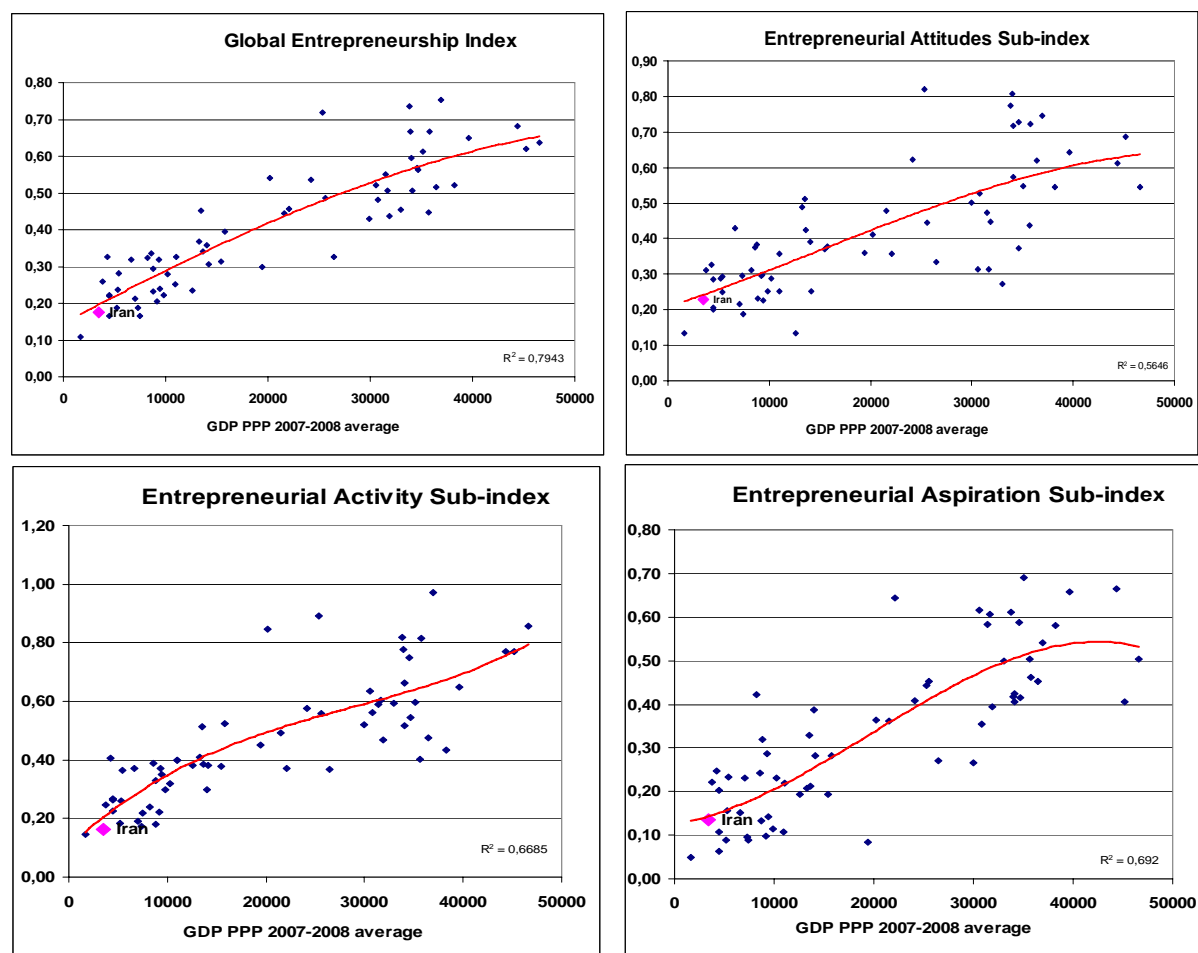 Global Entrepreneurship Index
0,80
0,70
0,60
0,50
0,40
0,30
0,20
0,10
0,00
Iran
R² = 0,7943
0 10000 20000 30000 40000 50000
GDP PPP 2007-2008 average
Entrepreneurial Attitudes Sub-index
0,90
0,80
0,70
0,60
0,50
0,40
0,30
0,20
0,10
0,00
Iran
R² = 0,5646
0 10000 20000 30000 40000 50000
GDP PPP 2007-2008 average
Entrepreneurial Activity Sub-index
1,20
1,00
0,80
0,60
0,40
0,20
0,00
Iran
R² = 0,6685
0 10000 20000 30000 40000 50000
GDP PPP 2007-2008 average
Entrepreneurial Aspiration Sub-index
0,80
0,70
0,60
0,50
0,40
0,30
0,20
0,10
0,00
Iran
R² = 0,692
0 10000 20000 30000 40000 50000
GDP PPP 2007-2008 average